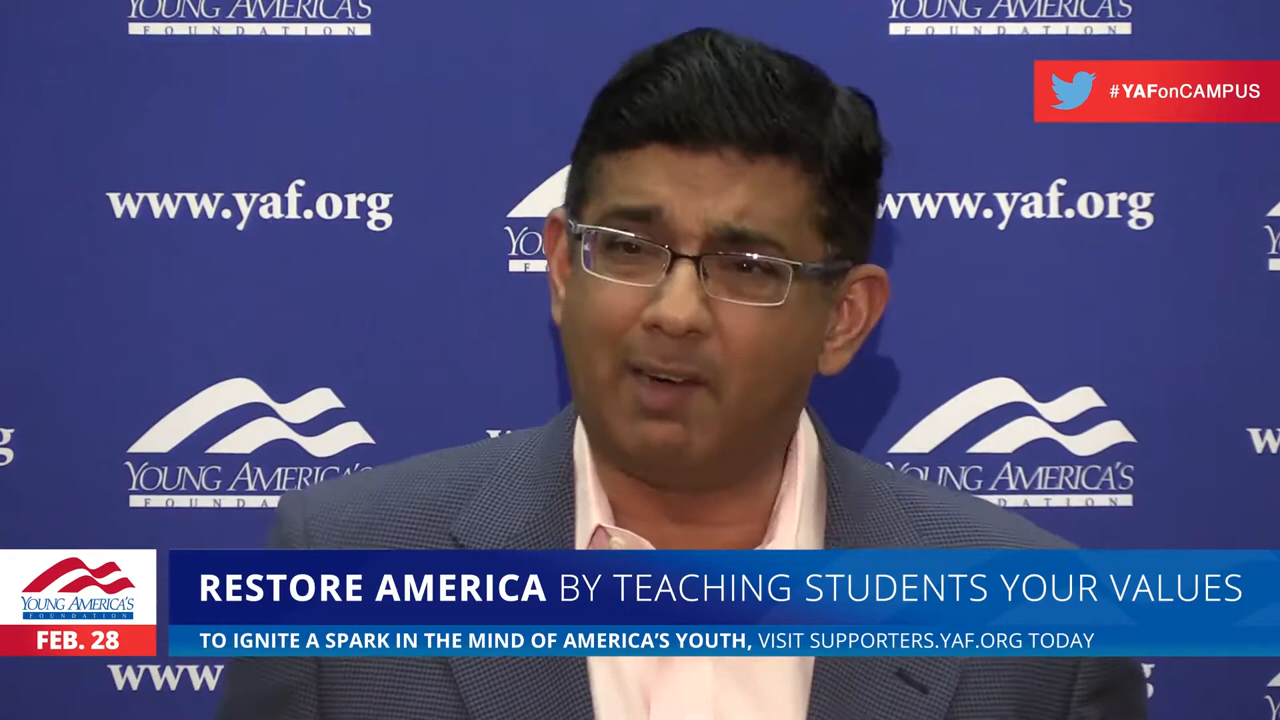 YOUNG AMERICA'S
FOUNDATION
YOUNG AMERICA'S
FOUNDATION
#YAFonCAMPUS
www.yaf.org
www.yaf.org
YOUNG AMERICA'S
FOUNDATION
YOUNG AMERICA'S
FOUNDATION
RESTORE AMERICA BY TEACHING STUDENTS YOUR VALUES
YOUNG AMERICA'S
FOUNDATION
FEB. 28
TO IGNITE A SPARK IN THE MIND OF AMERICA'S YOUTH, VISIT SUPPORTERS.YAF.ORG TODAY
www